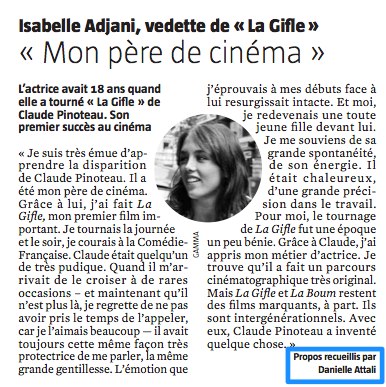 Isabelle Adjani, vedette de « La Gifle »
« Mon père de cinéma »
L'actrice avait 18 ans quand
elle a tourné « La Gifle » de
Claude Pinoteau. Son
premier succès au cinéma
« Je suis très émue d'ap-
prendre la disparition
de Claude Pinoteau. Il a
été mon père de cinéma.
Grâce à lui, j'ai fait La
Gifle, mon premier film im-
portant. Je tournais la journée
et le soir, je courais à la Comédie-
Française. Claude était quelqu'un
de très pudique. Quand il m'ar-
rivait de le croiser à de rares
occasions – et maintenant qu'il
n'est plus là, je regrette de ne pas
avoir pris le temps de l'appeler,
car je l'aimais beaucoup — il avait
toujours cette même façon très
protectrice de me parler, la même
grande gentillesse. L'émotion que
GAMMA
j'éprouvais à mes débuts face à
lui resurgissait intacte. Et moi,
je redevenais une toute
jeune fille devant lui.
Je me souviens de sa
grande spontanéité,
de son énergie. Il
était chaleureux,
d'une grande préci-
sion dans le travail.
Pour moi, le tournage
de La Gifle fut une époque
un peu bénie. Grâce à Claude, j'ai
appris mon métier d'actrice. Je
trouve qu'il a fait un parcours
cinématographique très original.
Mais La Gifle et La Boum restent
des films marquants, à part. Ils
sont intergénérationnels. Avec
eux, Claude Pinoteau a inventé
quelque chose. »
Propos recueillis par
Danielle Attali